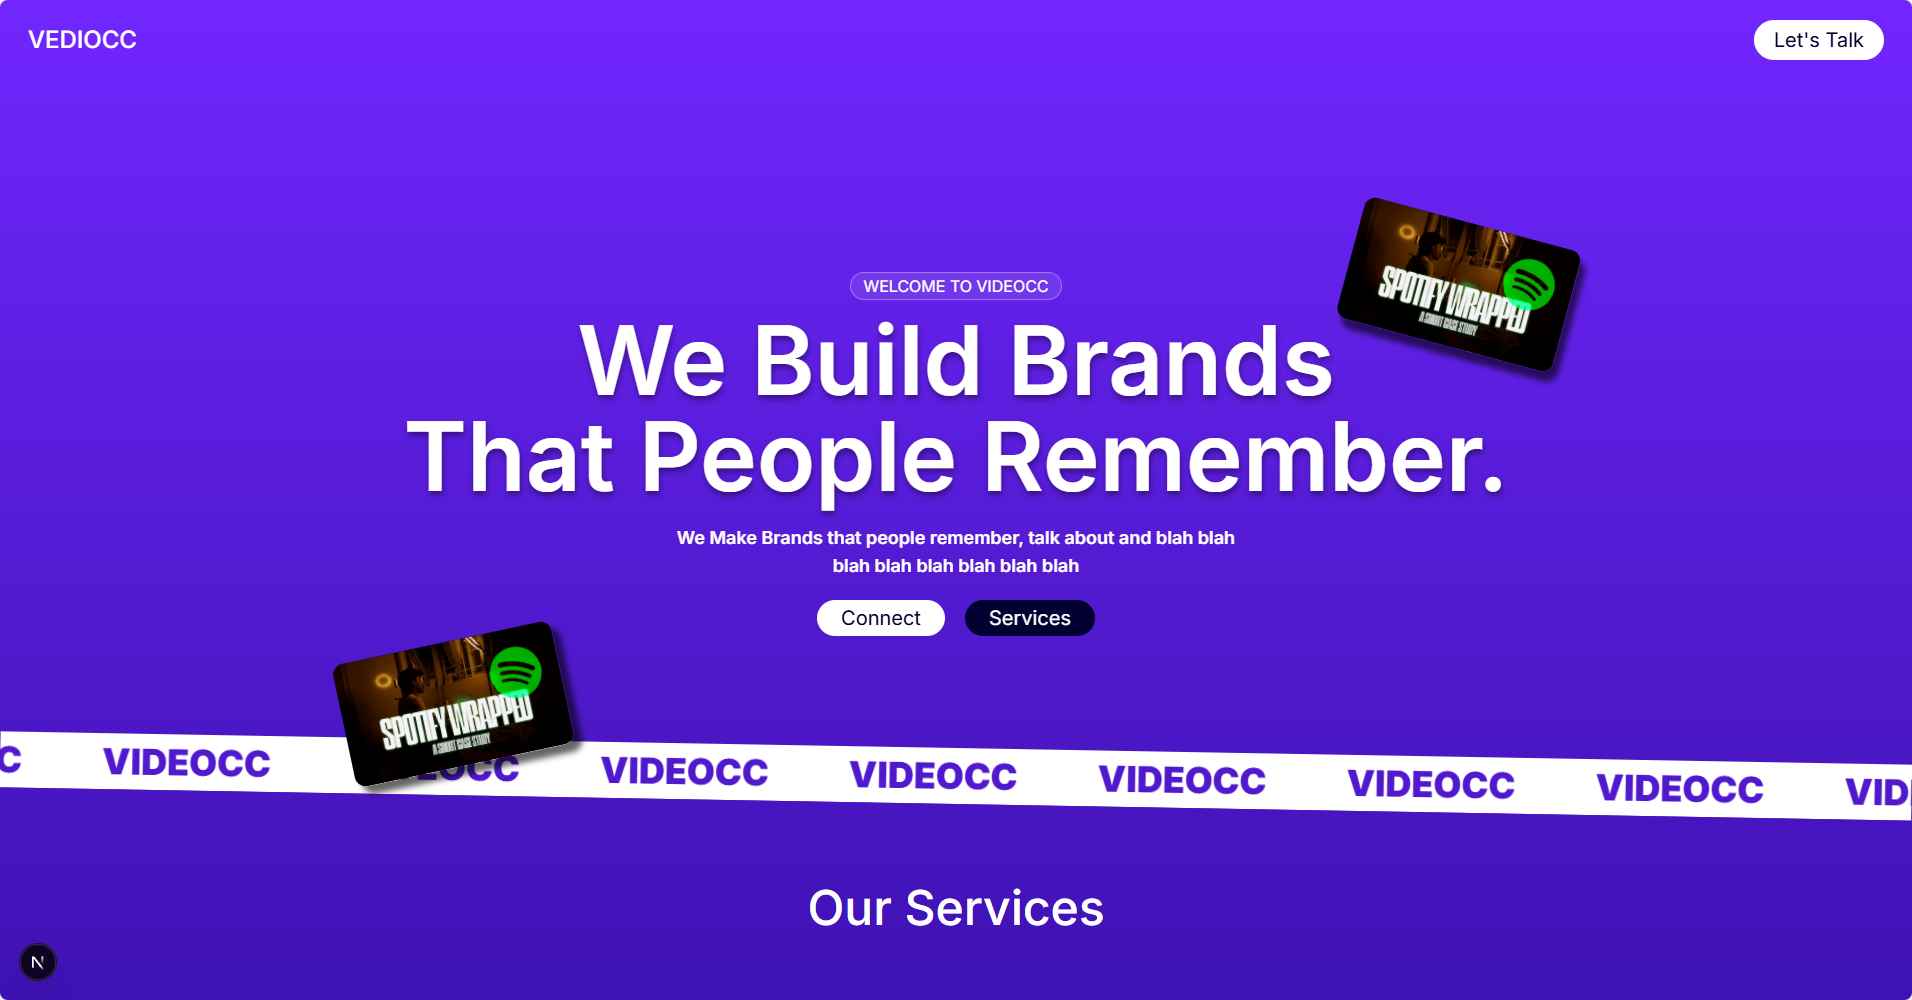 VEDIOCC
Let's Talk
SPOTIFY WRAPPED
A SHORT CASE STUDY
WELCOME TO VIDEOCC
We Build Brands
That People Remember.
We Make Brands that people remember, talk about and blah blah
blah blah blah blah blah blah
Connect
Services
SPOTIFY WRAPPED
A SHORT CASE STUDY
C VIDEOCC EOCC VIDEOCC VIDEOCC VIDEOCC VIDEOCC VIDEOCC VID
Our Services
N